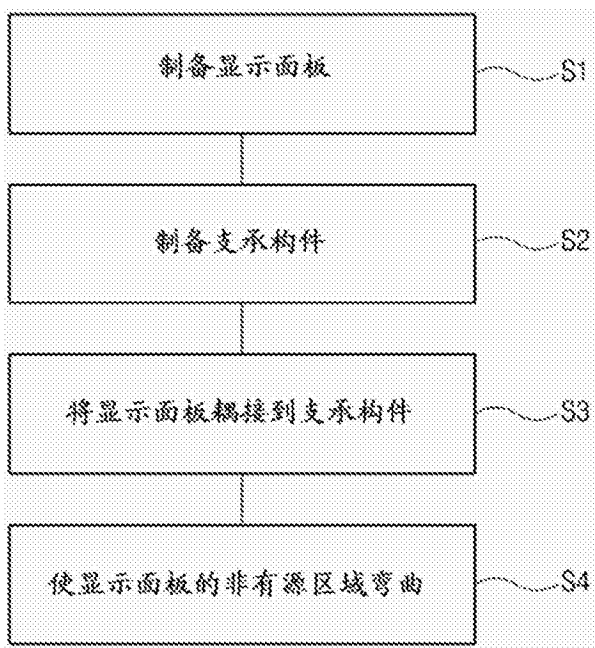 制备显示面板
S1
制备支承构件
S2
将显示面板耦接到支承构件
S3
使显示面板的非有源区域弯曲
S4